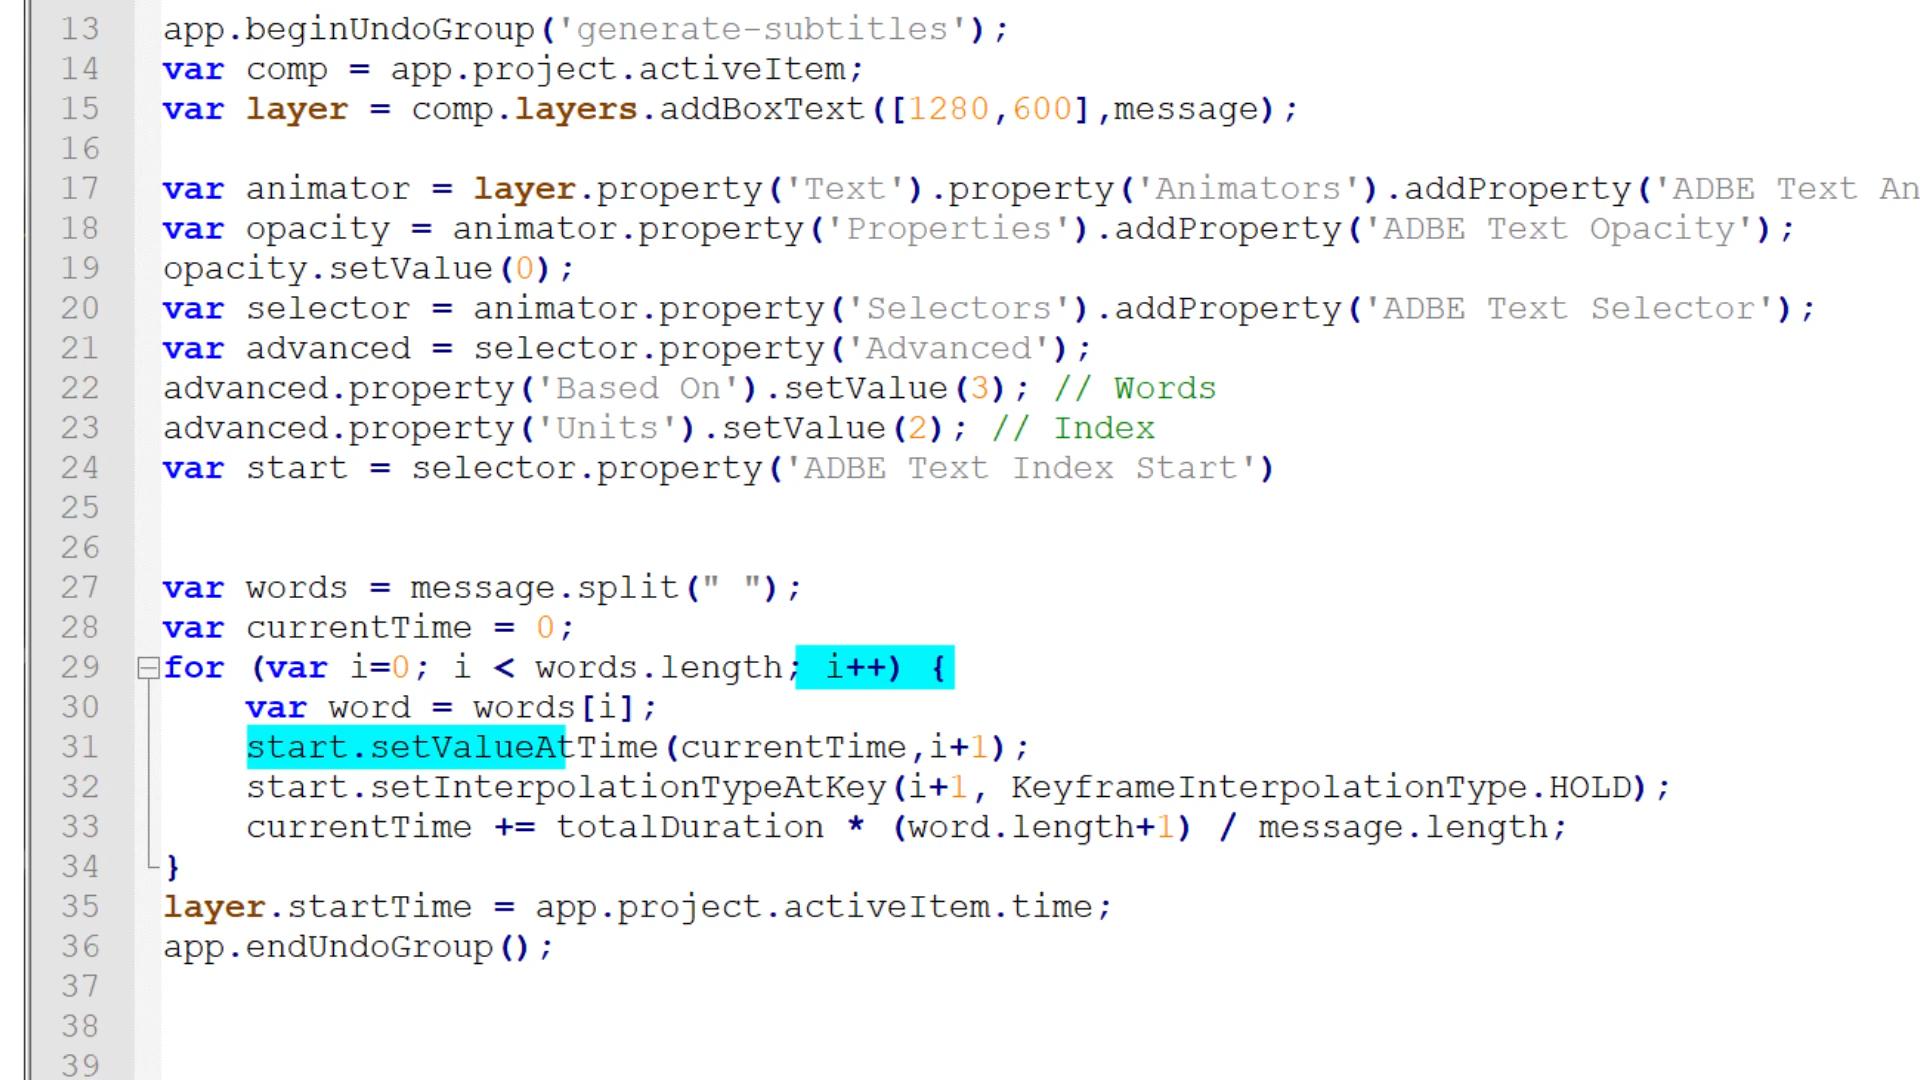 13 app.beginUndoGroup('generate-subtitles');
14 var comp = app.project.activeItem;
15 var layer = comp.layers.addBoxText([1280,600],message);
16
17 var animator = layer.property('Text').property('Animators').addProperty('ADBE Text An
18 var opacity = animator.property('Properties').addProperty('ADBE Text Opacity');
19 opacity.setValue(0);
20 var selector = animator.property('Selectors').addProperty('ADBE Text Selector');
21 var advanced = selector.property('Advanced');
22 advanced.property('Based On').setValue(3); // Words
23 advanced.property('Units').setValue(2); // Index
24 var start = selector.property('ADBE Text Index Start')
25
26
27 var words = message.split(" ");
28 var currentTime = 0;
29 for (var i=0; i < words.length; i++) {
30 var word = words[i];
31 start.setValueAtTime(currentTime,i+1);
32 start.setInterpolationTypeAtKey(i+1, KeyframeInterpolationType.HOLD);
33 currentTime += totalDuration * (word.length+1) / message.length;
34 }
35 layer.startTime = app.project.activeItem.time;
36 app.endUndoGroup();
37
38
39